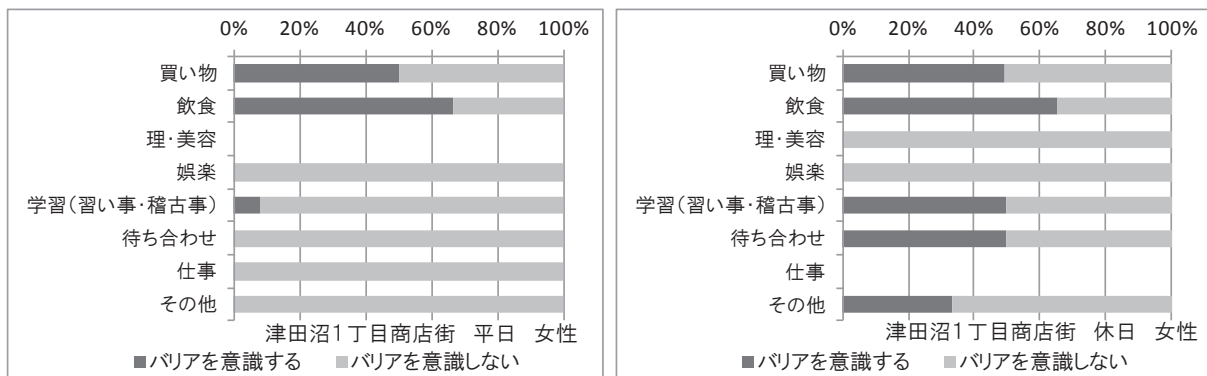 0% 20% 40% 60% 80% 100%
買い物
飲食
理・美容
娯楽
学習(習い事・稽古事)
待ち合わせ
仕事
その他
津田沼1丁目商店街 平日 女性
■バリアを意識する ■バリアを意識しない
0% 20% 40% 60% 80% 100%
買い物
飲食
理・美容
娯楽
学習(習い事・稽古事)
待ち合わせ
仕事
その他
津田沼1丁目商店街 休日 女性
■バリアを意識する ■バリアを意識しない